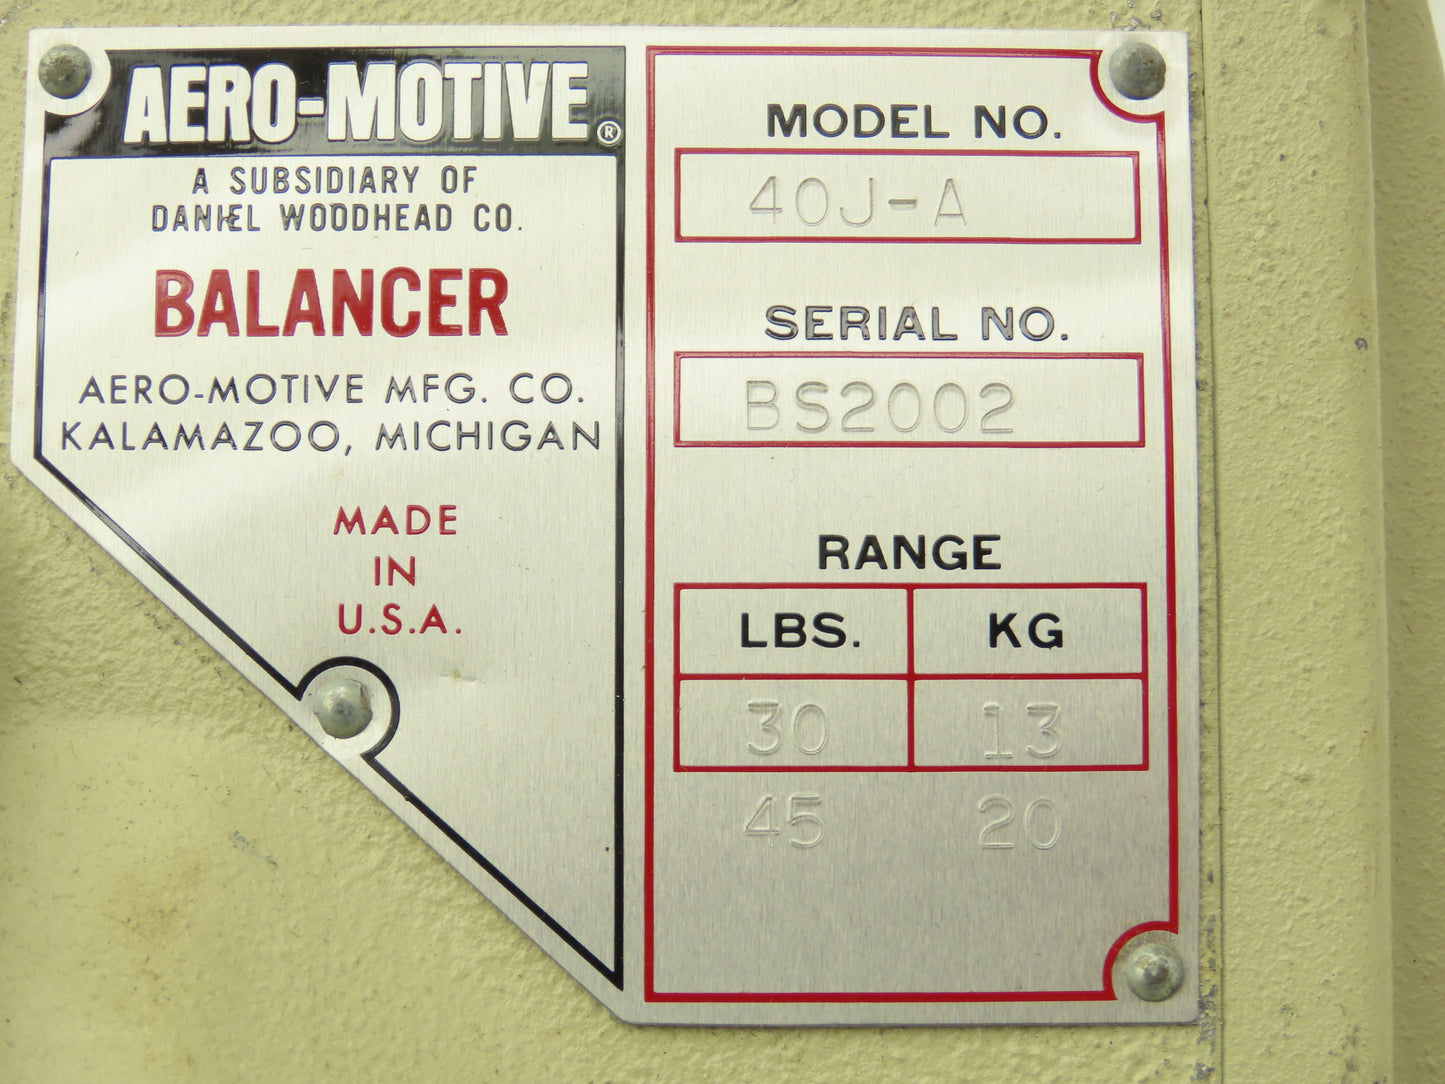 AERO-MOTIVE®
A SUBSIDIARY OF
DANIEL WOODHEAD CO.
BALANCER
AERO-MOTIVE MFG. CO.
KALAMAZOO, MICHIGAN
MADE
IN
U.S.A.
MODEL NO.
40J-A
SERIAL NO.
BS2002
RANGE
LBS. KG
30 13
45 20